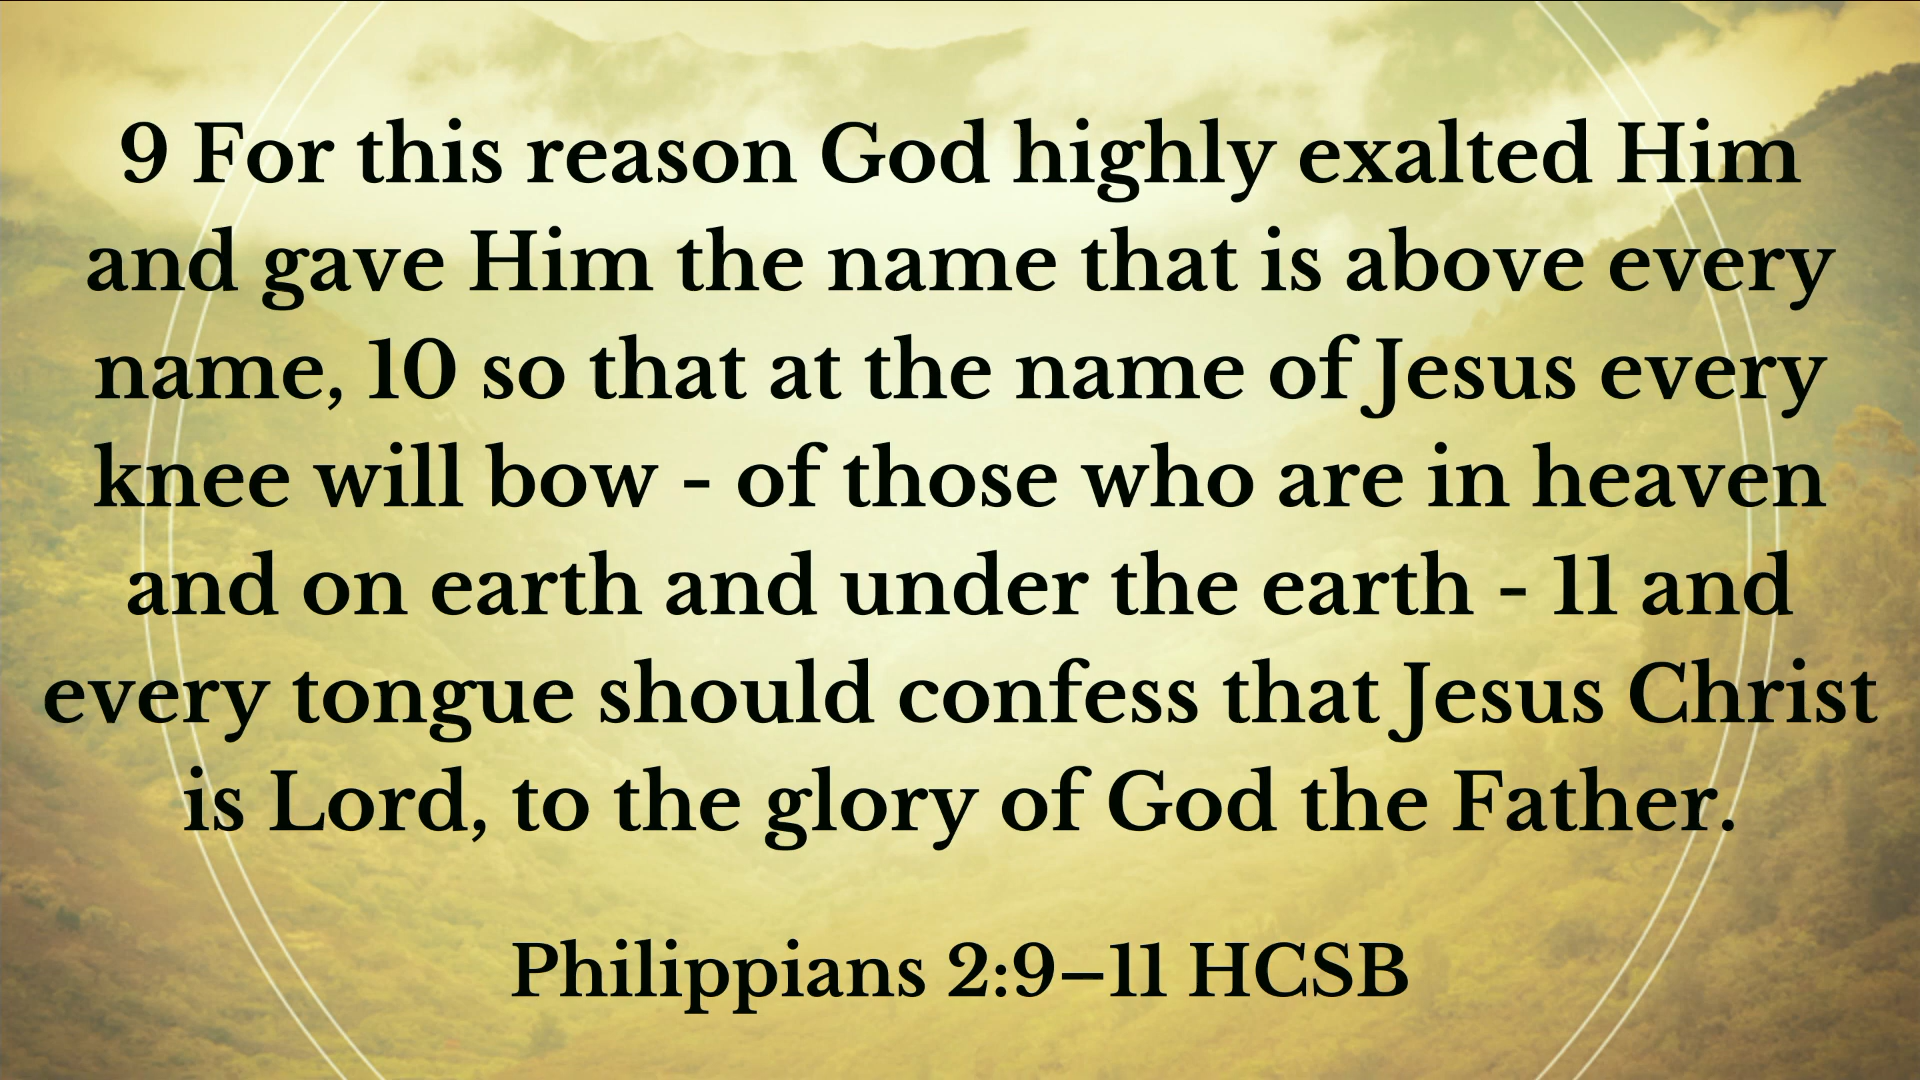 9 For this reason God highly exalted Him
and gave Him the name that is above every
name, 10 so that at the name of Jesus every
knee will bow - of those who are in heaven
and on earth and under the earth - 11 and
every tongue should confess that Jesus Christ
is Lord, to the glory of God the Father.
Philippians 2:9–11 HCSB